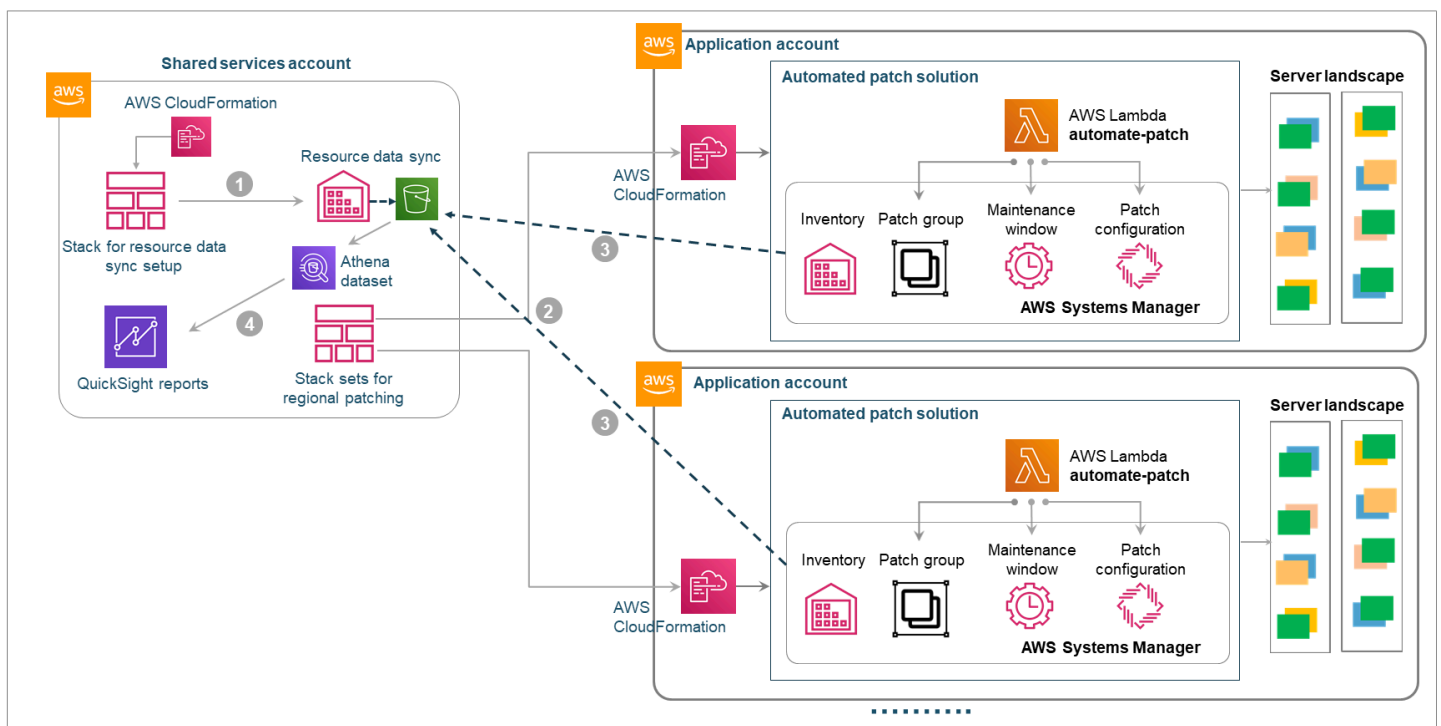 Shared services account
aws
AWS CloudFormation
Resource data sync
1
Stack for resource data
sync setup
Athena
dataset
4
QuickSight reports
Stack sets for
regional patching
2
3
3
aws
Application account
Automated patch solution
AWS Lambda
automate-patch
AWS
CloudFormation
Inventory
Patch group
Maintenance
window
Patch
configuration
AWS Systems Manager
Server landscape
aws
Application account
Automated patch solution
AWS Lambda
automate-patch
AWS
CloudFormation
Inventory
Patch group
Maintenance
window
Patch
configuration
AWS Systems Manager
Server landscape